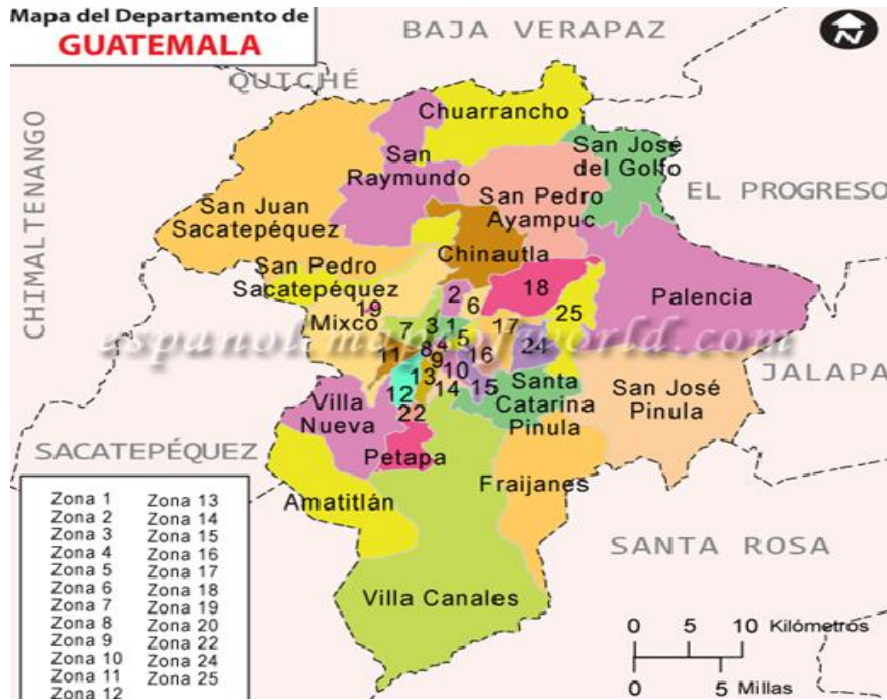 Mapa del Departamento de
GUATEMALA
BAJA VERAPAZ
N
QUICHÉ
CHIMALTENANGO
Chuarrancho
San José
del Golfo
San
Raymundo
EL PROGRESO
San Pedro
Ayampuc
San Juan
Sacatepéquez
Chinautla
San Pedro
Sacatepéquez
18
Palencia
2
6
25
19
Mixco
7
3
1
17
5
espanol.mapsofworld.com
4
24
11
8
9
16
10
JALAPA
13
12
14
15
Santa
Catarina
Pinula
San José
Pinula
22
Villa
Nueva
SACATEPÉQUEZ
Petapa
Fraijanes
Amatitlán
SANTA ROSA
Villa Canales
Zona 1
Zona 2
Zona 3
Zona 4
Zona 5
Zona 6
Zona 7
Zona 8
Zona 9
Zona 10
Zona 11
Zona 12
Zona 13
Zona 14
Zona 15
Zona 16
Zona 17
Zona 18
Zona 19
Zona 20
Zona 22
Zona 24
Zona 25
0 5 10 Kilómetros
0 5 Millas